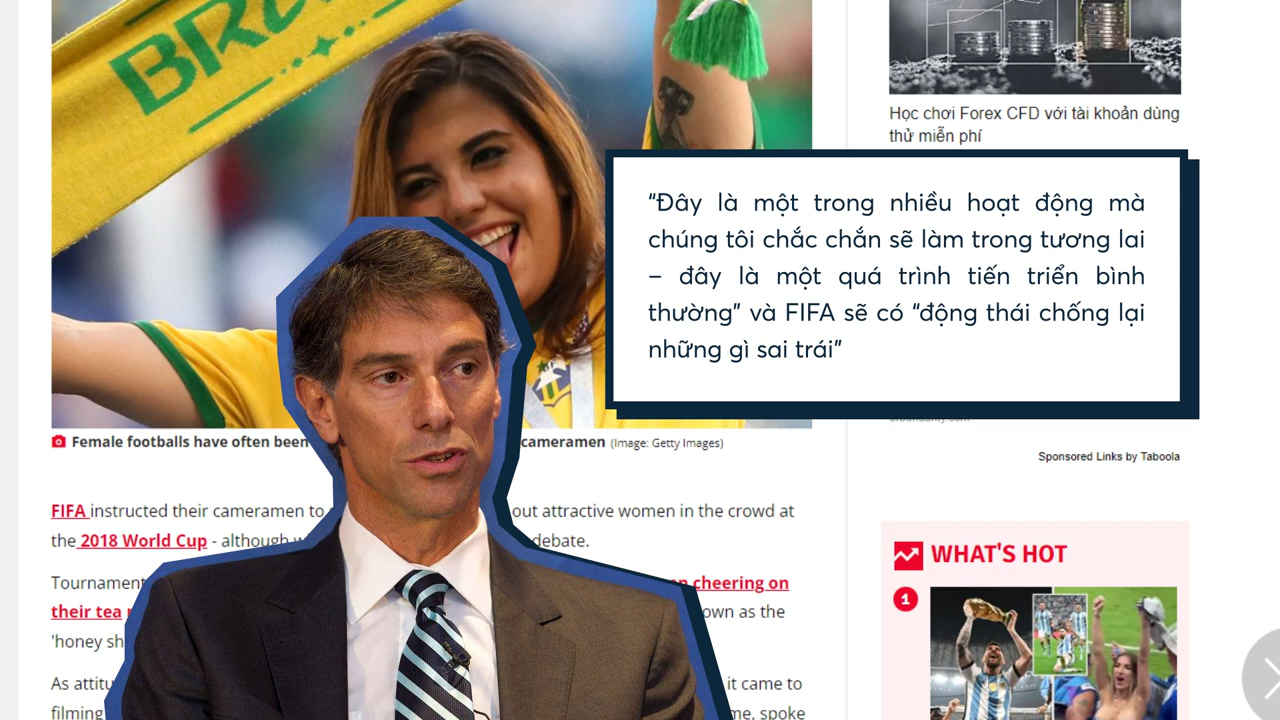 Học chơi Forex CFD với tài khoản dùng
thử miễn phí
“Đây là một trong nhiều hoạt động mà
chúng tôi chắc chắn sẽ làm trong tương lai
– đây là một quá trình tiến triển bình
thường” và FIFA sẽ có “động thái chống lại
những gì sai trái”
Female footballs have often been cameramen (Image: Getty Images)
Sponsored Links by Taboola
FIFA instructed their cameramen to out attractive women in the crowd at
the 2018 World Cup - although debate.
Tournament cheering on
their tea own as the
'honey sh
As attitu it came to
filming me, spoke
WHAT'S HOT
1